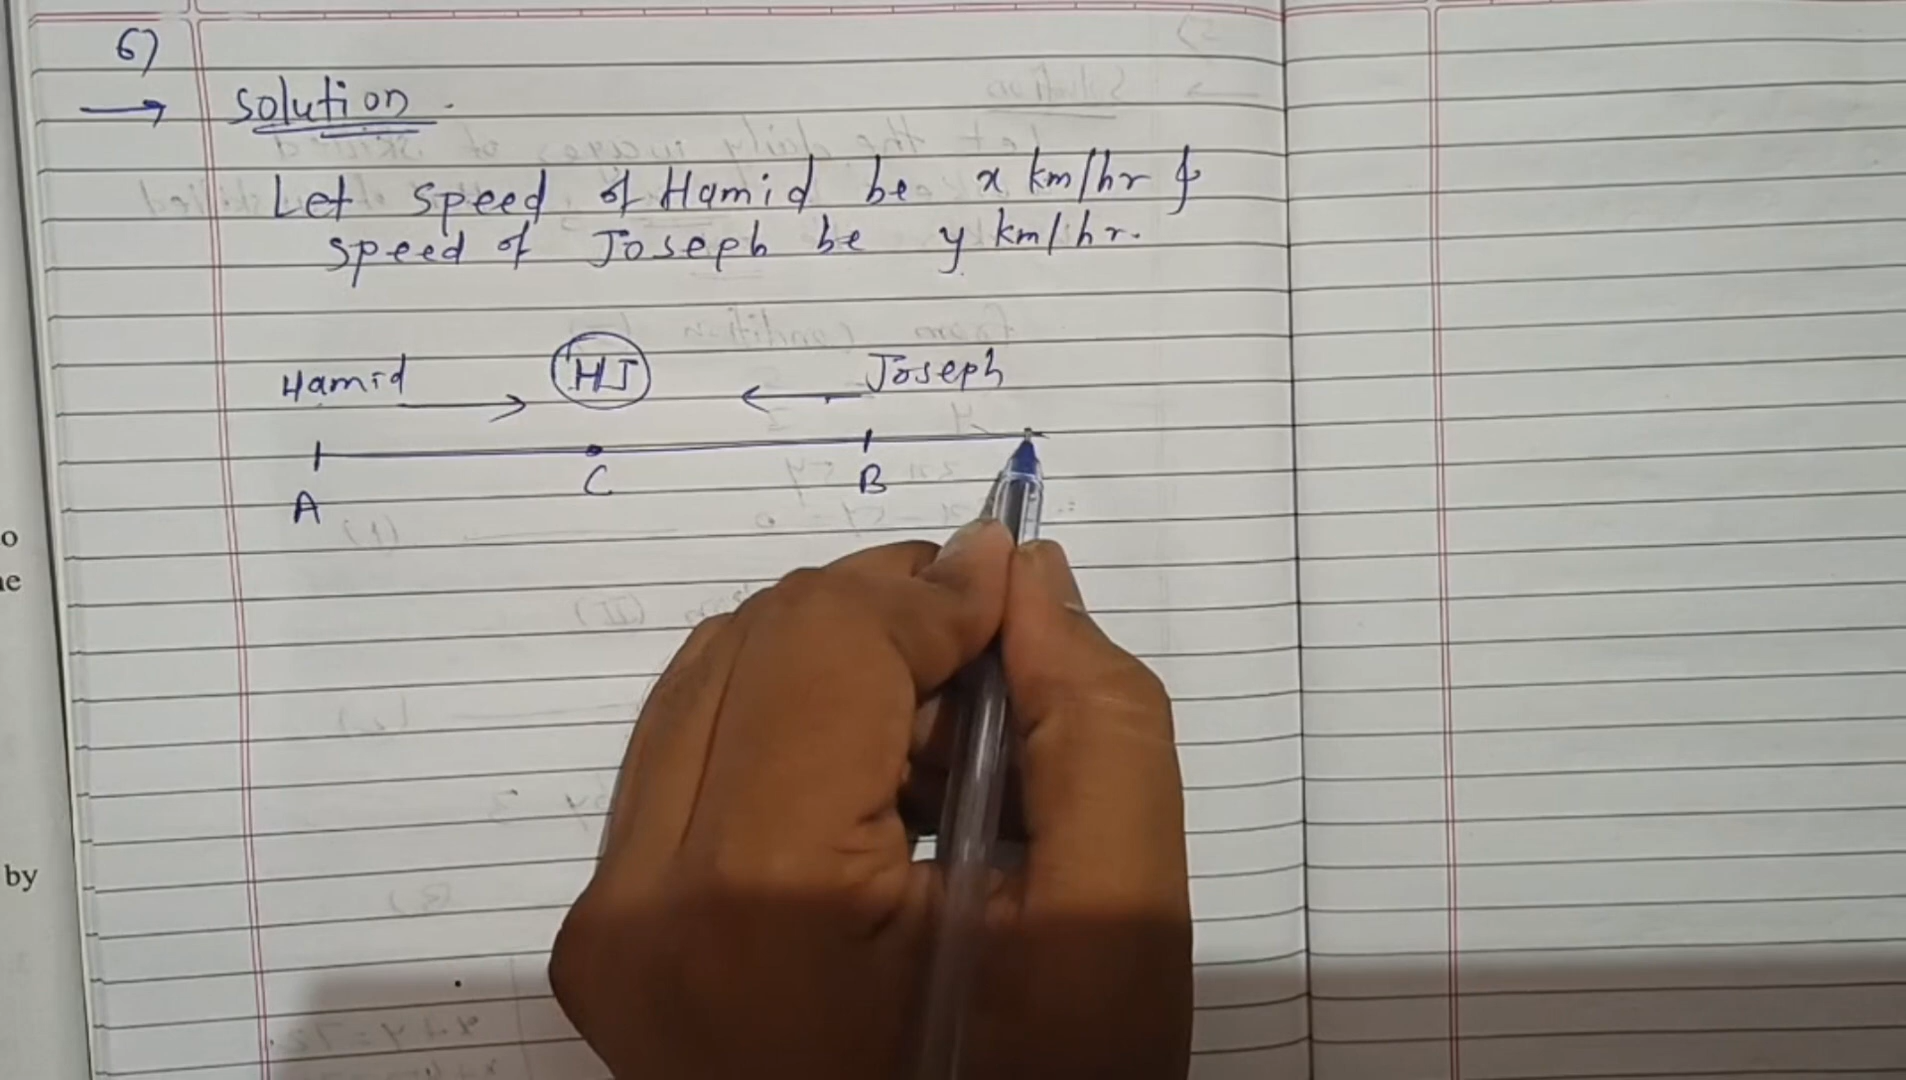 6)
→ Solution.
Let speed of Hamid be x km/hr &
speed of Joseph be y km/hr.
Hamid HJ Joseph
A C B
by